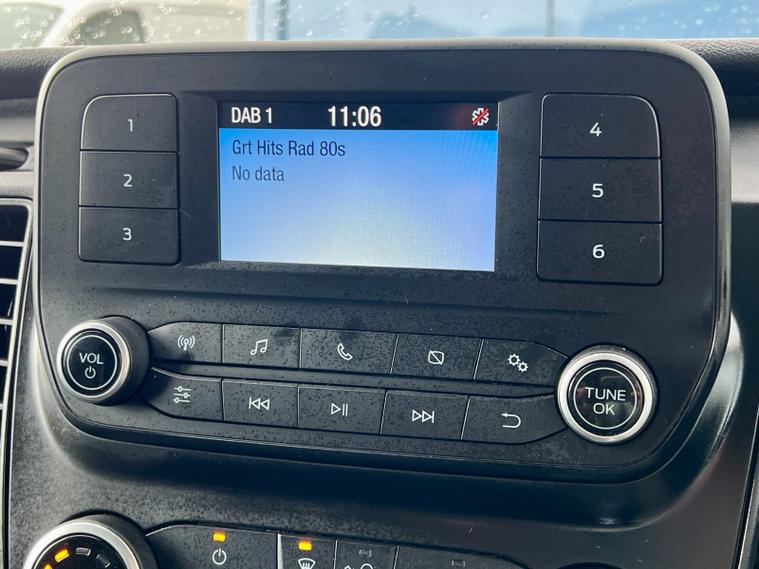 DAB 1 11:06
Grt Hits Rad 80s
No data
1
2
3
4
5
6
VOL
TUNE
OK